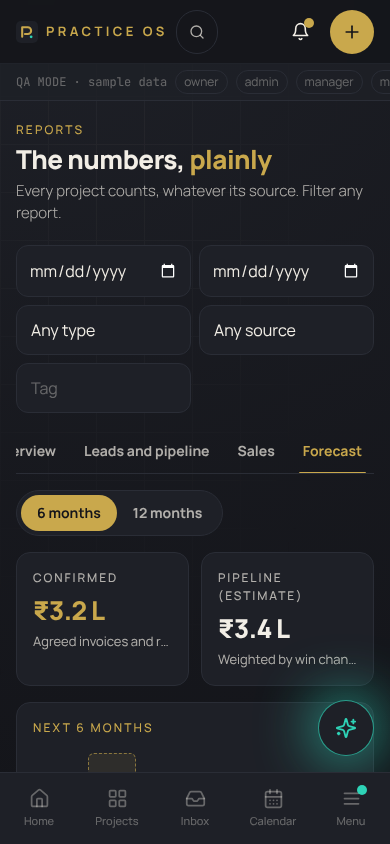 PRACTICE OS
QA MODE · sample data owner admin manager m
REPORTS
The numbers, plainly
Every project counts, whatever its source. Filter any
report.
mm/dd/yyyy mm/dd/yyyy
Any type Any source
Tag
erview Leads and pipeline Sales Forecast
6 months 12 months
CONFIRMED
₹3.2 L
Agreed invoices and r…
PIPELINE
(ESTIMATE)
₹3.4 L
Weighted by win chan…
NEXT 6 MONTHS
Home Projects Inbox Calendar Menu